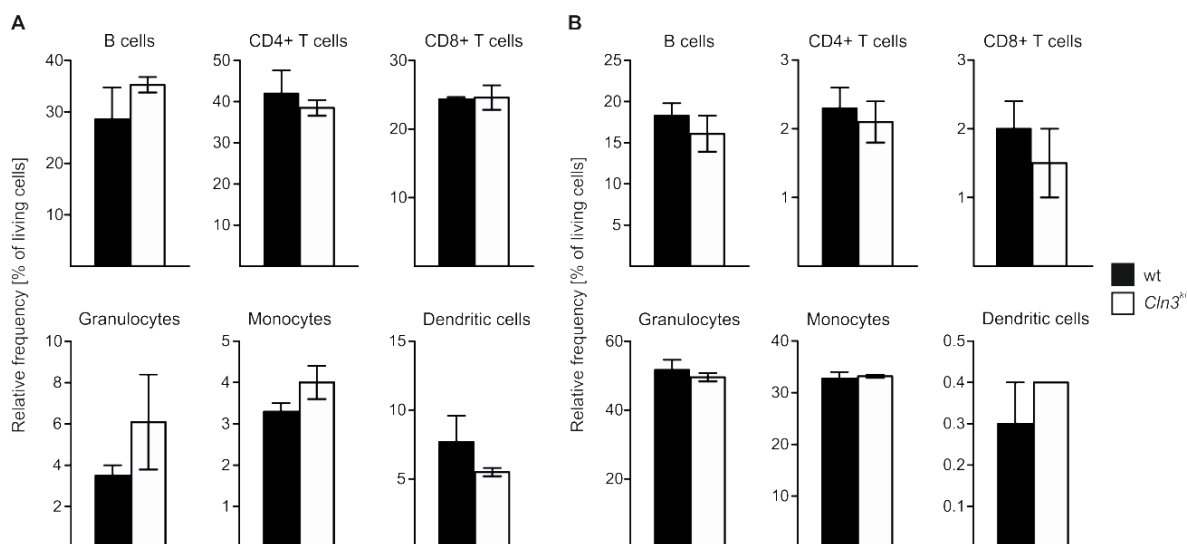 A
B
B cells
CD4+ T cells
CD8+ T cells
B cells
CD4+ T cells
CD8+ T cells
40
30
30
10
50
40
30
40
10
30
20
10
25
20
15
15
5
3
2
1
3
2
1
Relative frequency [% of living cells]
Relative frequency [% of living cells]
wt
Cln3ki
Granulocytes
Monocytes
Dendritic cells
Granulocytes
Monocytes
Dendritic cells
10
8
6
4
2
5
4
3
2
1
15
10
5
60
60
20
40
30
30
10
0.5
0.4
0.3
0.2
0.1